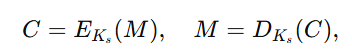 C = E_{K_s}(M), M = D_{K_s}(C),